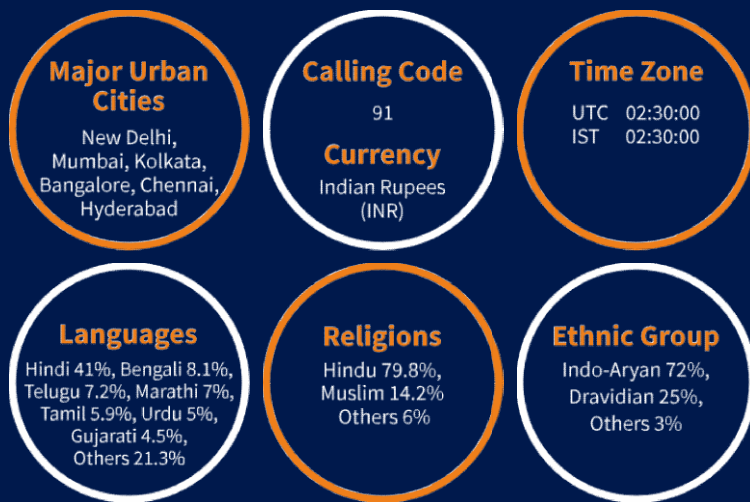 Major Urban
Cities
New Delhi,
Mumbai, Kolkata,
Bangalore, Chennai,
Hyderabad
Calling Code
91
Currency
Indian Rupees
(INR)
Time Zone
UTC 02:30:00
IST 02:30:00
Languages
Hindi 41%, Bengali 8.1%,
Telugu 7.2%, Marathi 7%,
Tamil 5.9%, Urdu 5%,
Gujarati 4.5%,
Others 21.3%
Religions
Hindu 79.8%,
Muslim 14.2%
Others 6%
Ethnic Group
Indo-Aryan 72%,
Dravidian 25%,
Others 3%